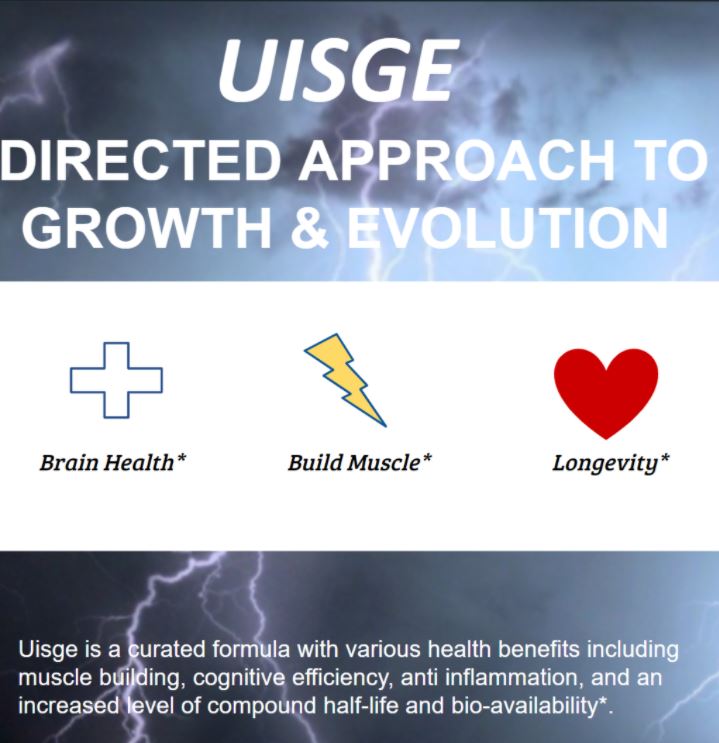 UISGE
DIRECTED APPROACH TO
GROWTH & EVOLUTION
Brain Health*
Build Muscle*
Longevity*
Uisge is a curated formula with various health benefits including
muscle building, cognitive efficiency, anti inflammation, and an
increased level of compound half-life and bio-availability*.